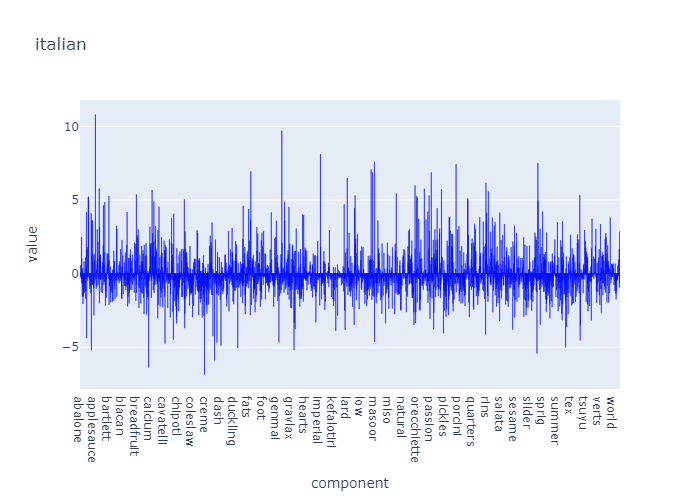 italian
value
10
5
0
−5
abalone
applesauce
bartlett
blacan
breadfruit
calcium
cavatelli
chipotl
coleslaw
creme
dash
duckling
fats
foot
genmai
gravlax
hearts
imperial
kefalotiri
lard
low
masoor
miso
natural
orecchiette
passion
pickles
porcini
quarters
rins
salata
sesame
slider
sprig
summer
tex
tsuyu
verts
world
component